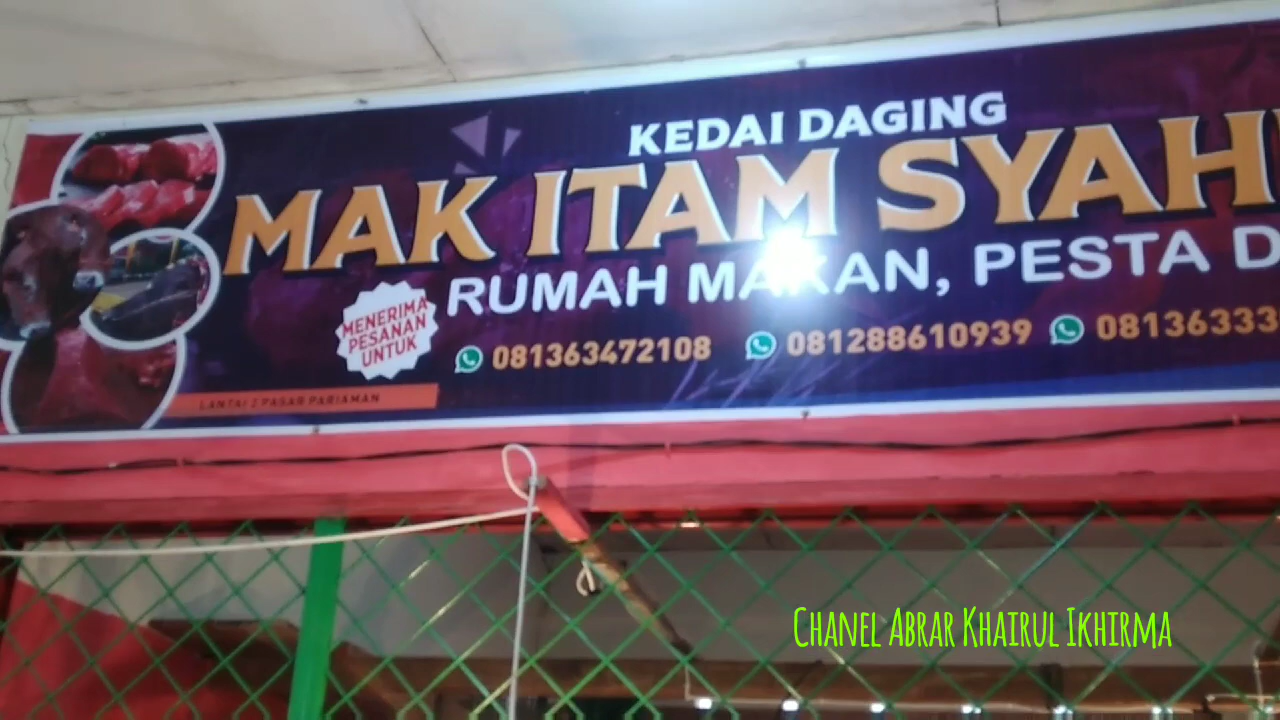 KEDAI DAGING
MAK ITAM SYAH
RUMAH MAKAN, PESTA D
MENERIMA
PESANAN
UNTUK
081363472108 081288610939 08136333
LANTAI 2 PASAR PARIAMAN
CHANEL ABRAR KHAIRUL IKHIRMA